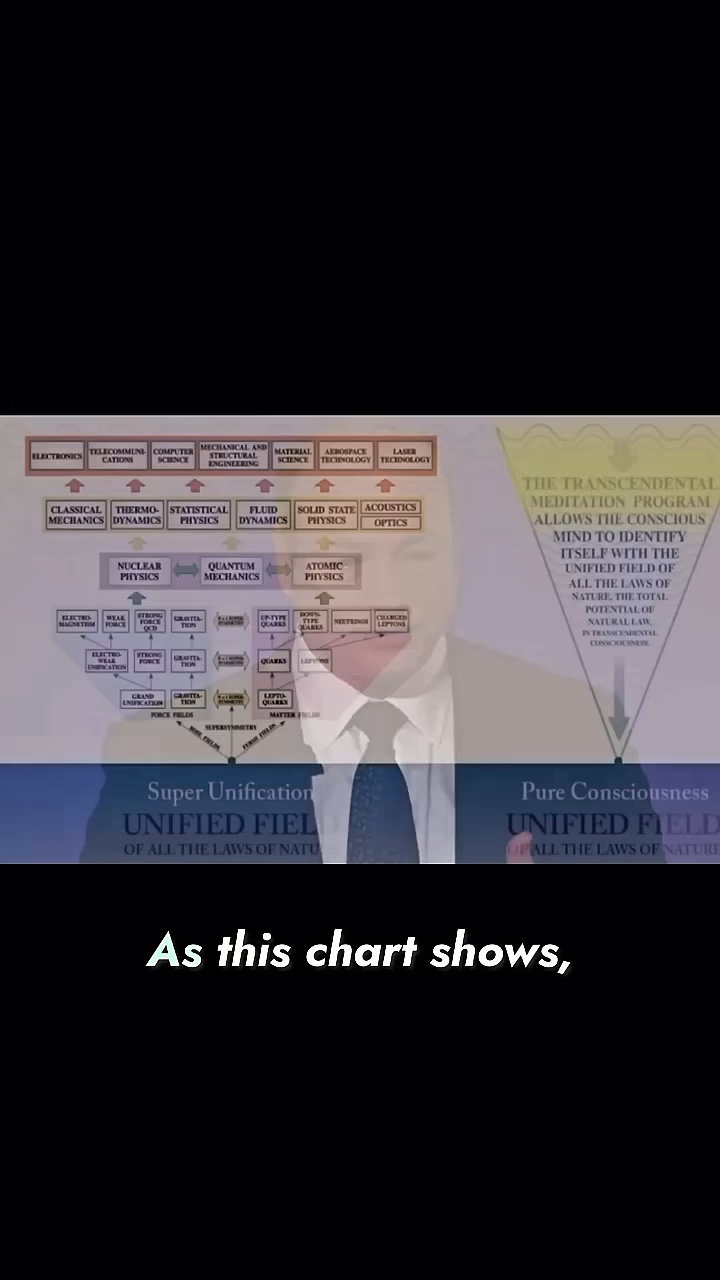 ELECTRONICS
TELECOMMUNI-
CATIONS
COMPUTER
SCIENCE
MECHANICAL AND
STRUCTURAL
ENGINEERING
MATERIAL
SCIENCE
AEROSPACE
TECHNOLOGY
LASER
TECHNOLOGY
CLASSICAL
MECHANICS
THERMO-
DYNAMICS
STATISTICAL
PHYSICS
FLUID
DYNAMICS
SOLID STATE
PHYSICS
ACOUSTICS
OPTICS
NUCLEAR
PHYSICS
QUANTUM
MECHANICS
ATOMIC
PHYSICS
ELECTRO-
MAGNETISM
WEAK
FORCE
STRONG
FORCE
QCD
GRAVITA-
TION
UP-TYPE
QUARKS
DOWN-
TYPE
QUARKS
NEUTRINOS
CHARGED
LEPTONS
ELECTRO-
WEAK
UNIFICATION
STRONG
FORCE
GRAVITA-
TION
QUARKS
LEPTONS
GRAND
UNIFICATION
GRAVITA-
TION
LEPTO-
QUARKS
FORCE FIELDS
MATTER FIELDS
SUPERSYMMETRY
BOSE FIELDS
FERMI FIELDS
THE TRANSCENDENTAL
MEDITATION PROGRAM
ALLOWS THE CONSCIOUS
MIND TO IDENTIFY
ITSELF WITH THE
UNIFIED FIELD OF
ALL THE LAWS OF
NATURE, THE TOTAL
POTENTIAL OF
NATURAL LAW,
IN TRANSCENDENTAL
CONSCIOUSNESS.
Super Unification
UNIFIED FIEL
OF ALL THE LAWS OF NATU
Pure Consciousness
UNIFIED FIELD
OF ALL THE LAWS OF NATURE
As this chart shows,